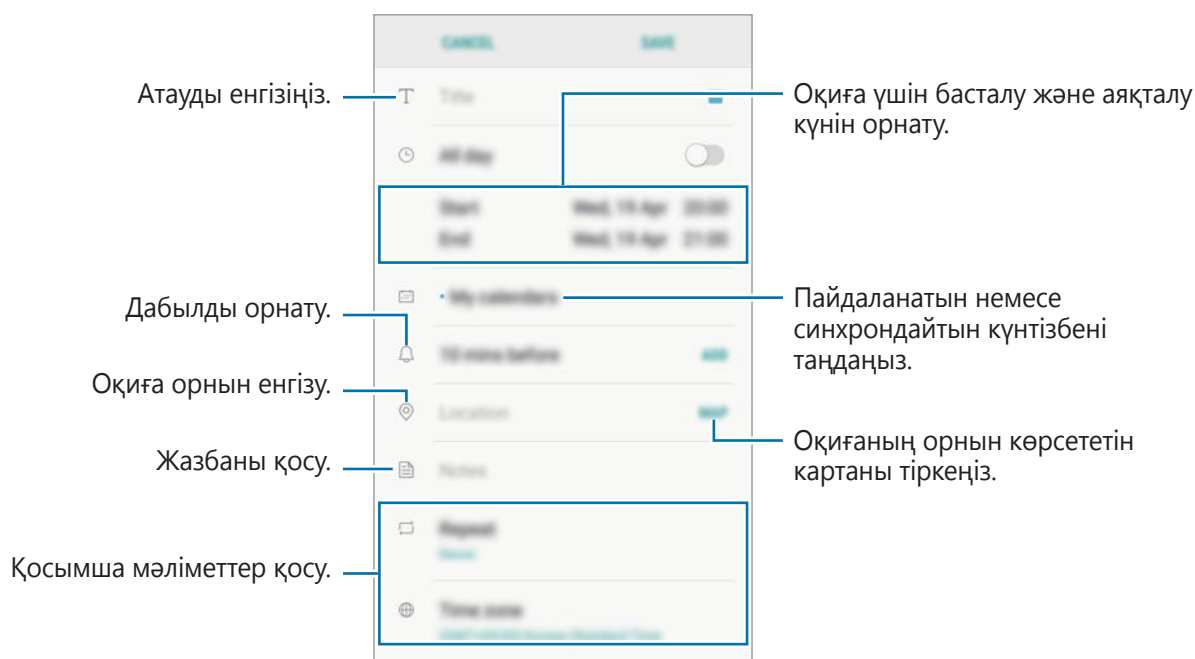 CANCEL
SAVE
Атауды енгізіңіз.
Title
Оқиға үшін басталу және аяқталу
күнін орнату.
All day
Start Wed, 19 Apr 20:00
End Wed, 19 Apr 21:00
Дабылды орнату.
My calendars
Пайдаланатын немесе
синхрондайтын күнтізбені
таңдаңыз.
10 mins before
ADD
Оқиға орнын енгізу.
Location
MAP
Оқиғаның орнын көрсететін
картаны тіркеңіз.
Жазбаны қосу.
Notes
Repeat
Never
Қосымша мәліметтер қосу.
Time zone